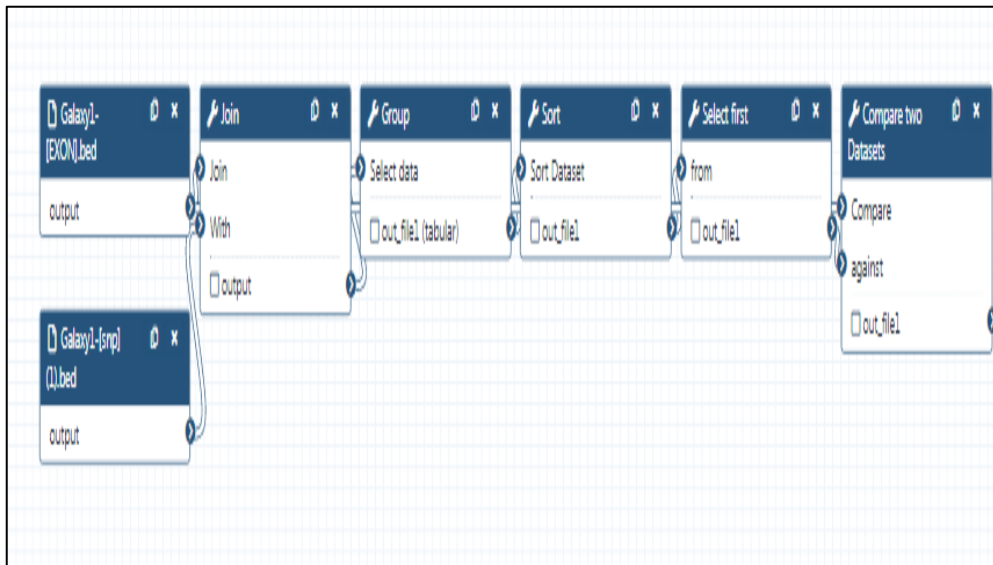 Galaxy1-
[EXON].bed
output
Galaxy1-[snp]
(1).bed
output
Join
Join
With
output
Group
Select data
out_file1 (tabular)
Sort
Sort Dataset
out_file1
Select first
from
out_file1
Compare two
Datasets
Compare
against
out_file1